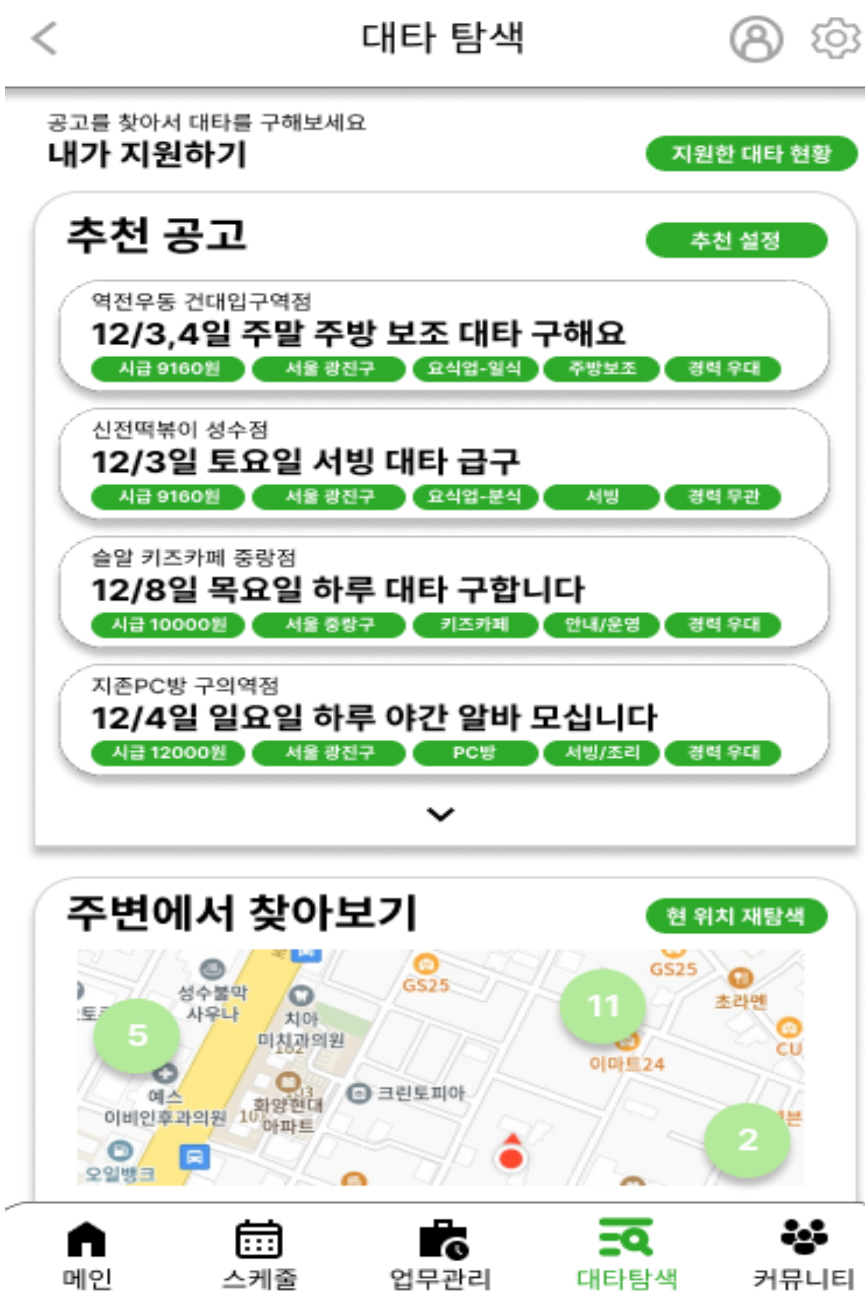 대타 탐색
공고를 찾아서 대타를 구해보세요
내가 지원하기
지원한 대타 현황
추천 공고
추천 설정
역전우동 건대입구역점
12/3,4일 주말 주방 보조 대타 구해요
시급 9160원 서울 광진구 요식업-일식 주방보조 경력 우대
신전떡볶이 성수점
12/3일 토요일 서빙 대타 급구
시급 9160원 서울 광진구 요식업-분식 서빙 경력 무관
슬알 키즈카페 중랑점
12/8일 목요일 하루 대타 구합니다
시급 10000원 서울 중랑구 키즈카페 안내/운영 경력 우대
지존PC방 구의역점
12/4일 일요일 하루 야간 알바 모십니다
시급 12000원 서울 광진구 PC방 서빙/조리 경력 우대
주변에서 찾아보기
현 위치 재탐색
성수불막
사우나
치아
미치과의원
GS25
GS25
초라멘
CU
5
11
이마트24
예스
이비인후과의원
화양현대
아파트
크린토피아
2
오일뱅크
메인
스케줄
업무관리
대타탐색
커뮤니티